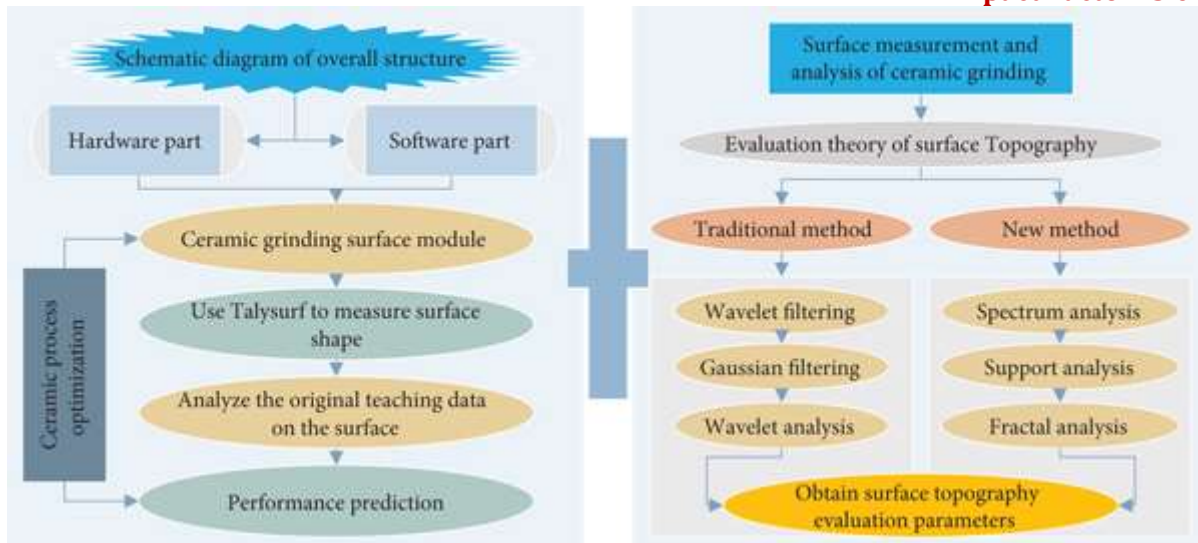 Schematic diagram of overall structure
Hardware part
Software part
Ceramic grinding surface module
Use Talysurf to measure surface
shape
Analyze the original teaching data
on the surface
Performance prediction
Ceramic process
optimization
Surface measurement and
analysis of ceramic grinding
Evaluation theory of surface Topography
Traditional method
New method
Wavelet filtering
Gaussian filtering
Wavelet analysis
Spectrum analysis
Support analysis
Fractal analysis
Obtain surface topography
evaluation parameters